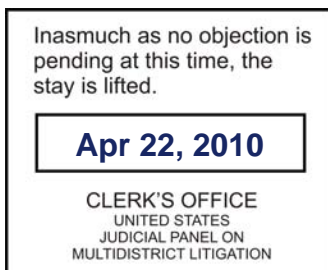 Inasmuch as no objection is
pending at this time, the
stay is lifted.
Apr 22, 2010
CLERK'S OFFICE
UNITED STATES
JUDICIAL PANEL ON
MULTIDISTRICT LITIGATION